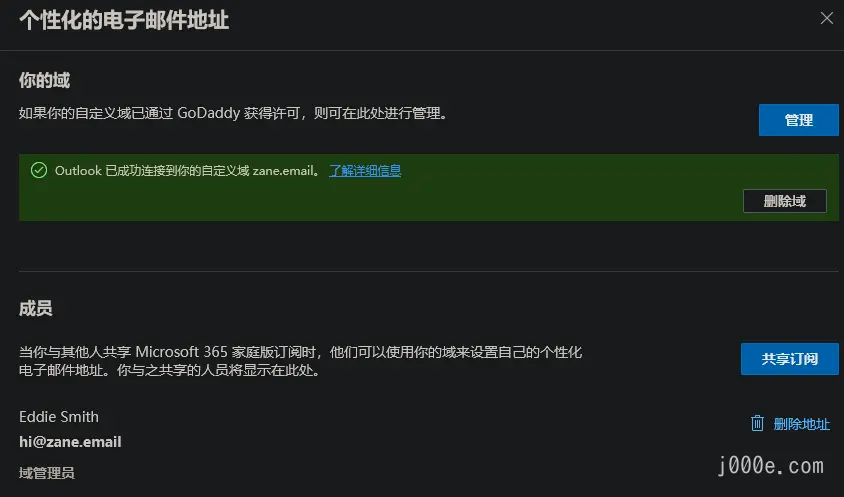 个性化的电子邮件地址
你的域
如果你的自定义域已通过 GoDaddy 获得许可，则可在此处进行管理。
管理
Outlook 已成功连接到你的自定义域 zane.email。 了解详细信息
删除域
成员
当你与其他人共享 Microsoft 365 家庭版订阅时，他们可以使用你的域来设置自己的个性化
电子邮件地址。你与之共享的人员将显示在此处。
共享订阅
Eddie Smith
hi@zane.email
域管理员
删除地址
j000e.com